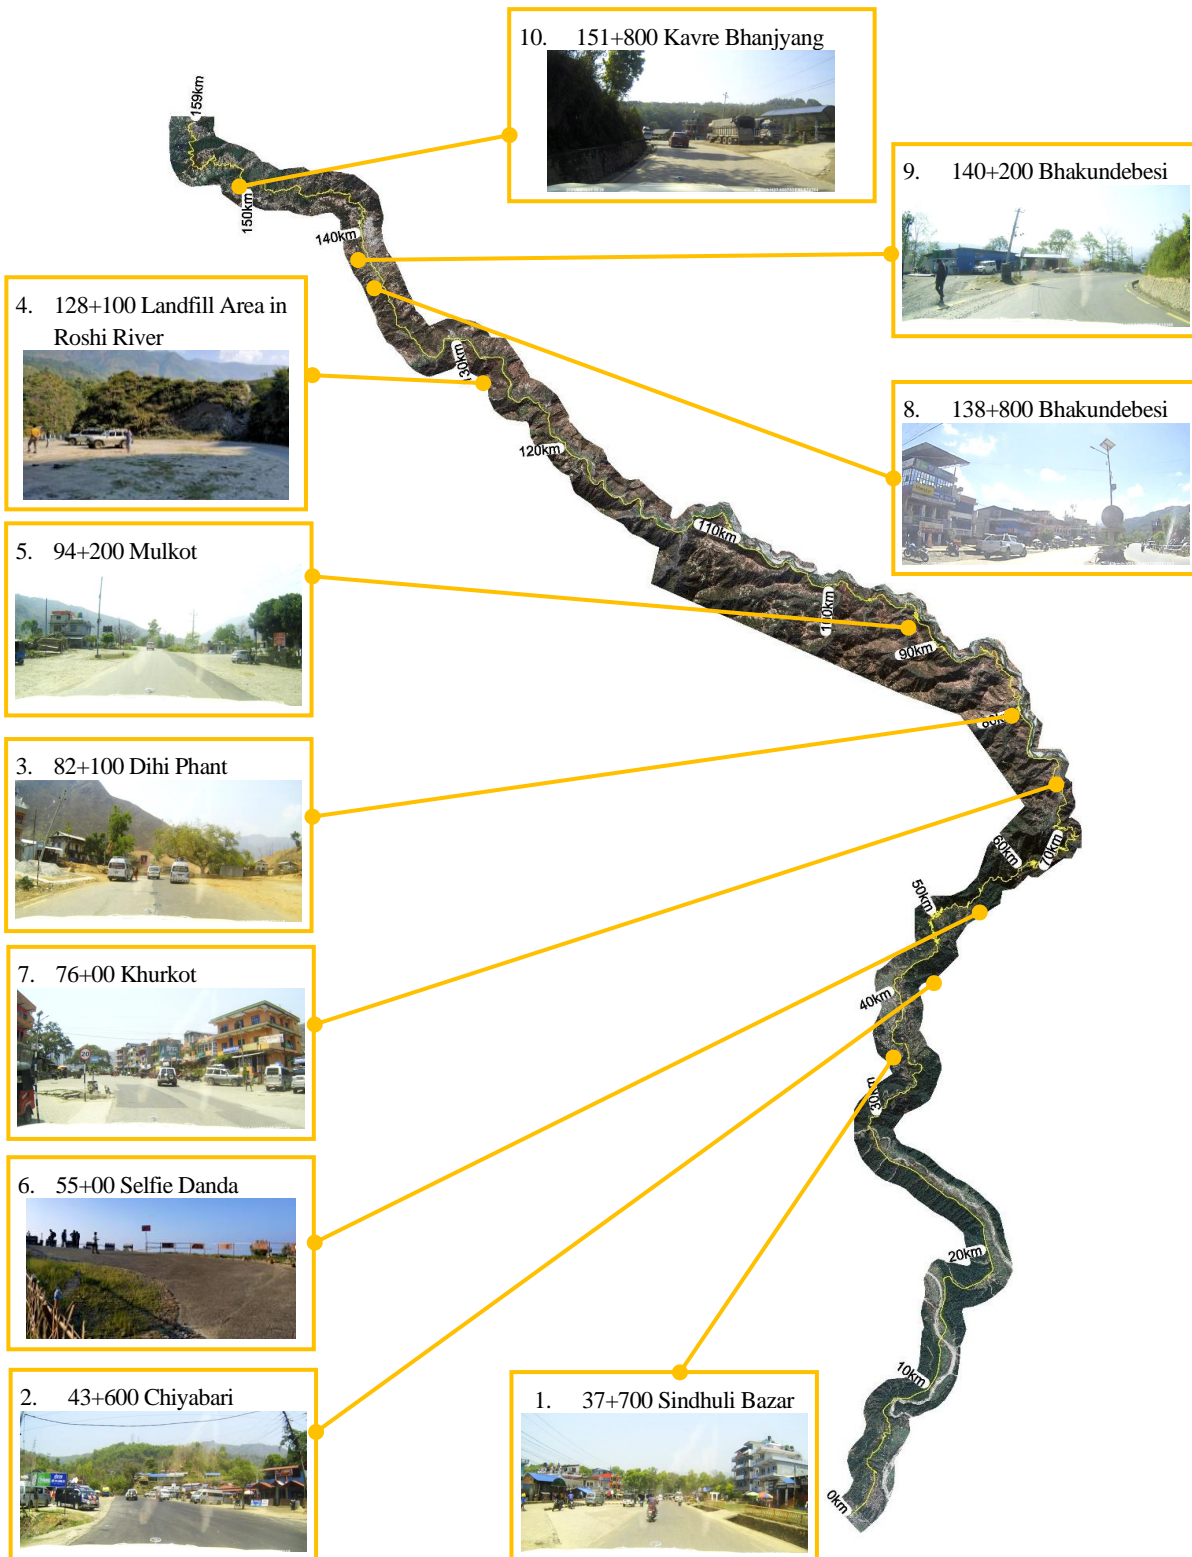 10. 151+800 Kavre Bhanjyang
159km
9. 140+200 Bhakundebesi
150km
140km
4. 128+100 Landfill Area in
Roshi River
130km
8. 138+800 Bhakundebesi
120km
110km
5. 94+200 Mulkot
100km
90km
80km
3. 82+100 Dihi Phant
60km
70km
50km
7. 76+00 Khurkot
20
40km
30km
6. 55+00 Selfie Danda
20km
10km
2. 43+600 Chiyabari
1. 37+700 Sindhuli Bazar
0km